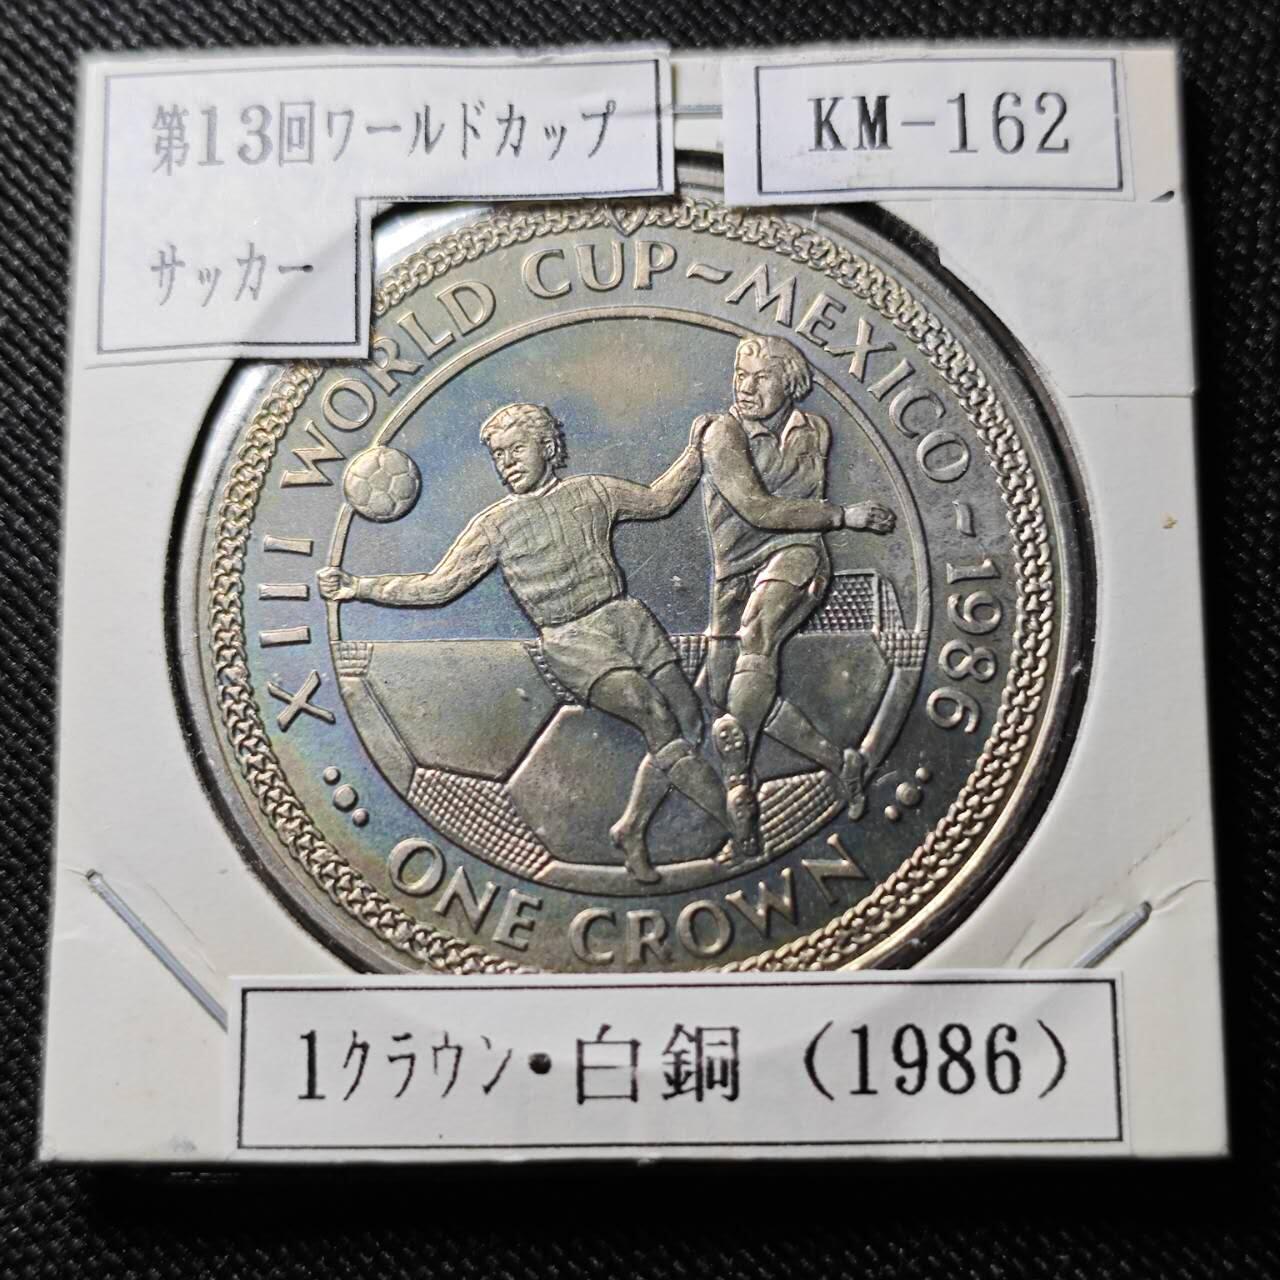 第13回ワールドカップ
サッカー
KM-162
XIII WORLD CUP~MEXICO~1986
ONE CROWN
1クラウン・白銅（1986）